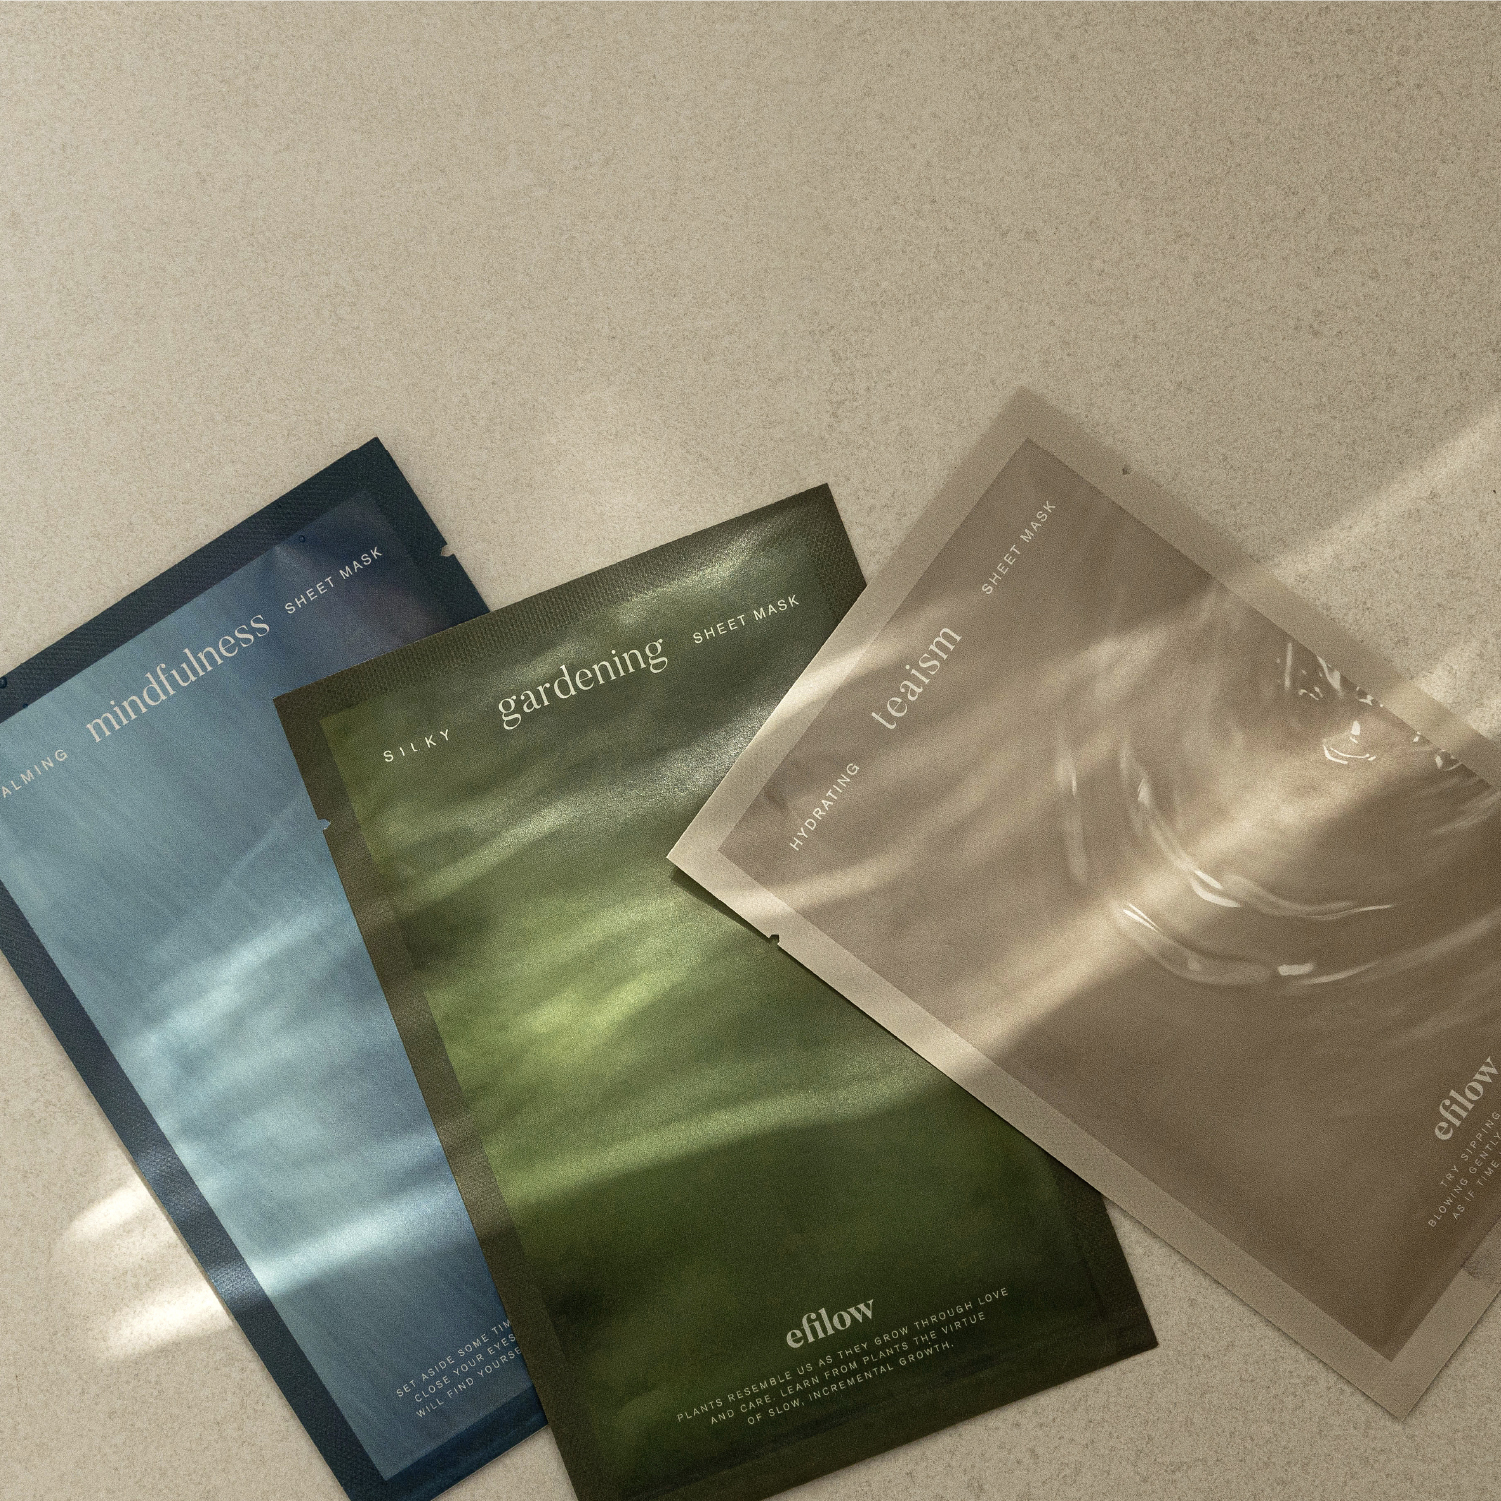 ALMING
mindfulness
SHEET MASK
SET ASIDE SOME TIM
CLOSE YOUR EYES
WILL FIND YOURSE
SILKY
gardening
SHEET MASK
efilow
PLANTS RESEMBLE US AS THEY GROW THROUGH LOVE
AND CARE. LEARN FROM PLANTS THE VIRTUE
OF SLOW, INCREMENTAL GROWTH.
HYDRATING
teaism
SHEET MASK
efilow
TRY SIPPING
BLOWING GENTLY
AS IF TIME